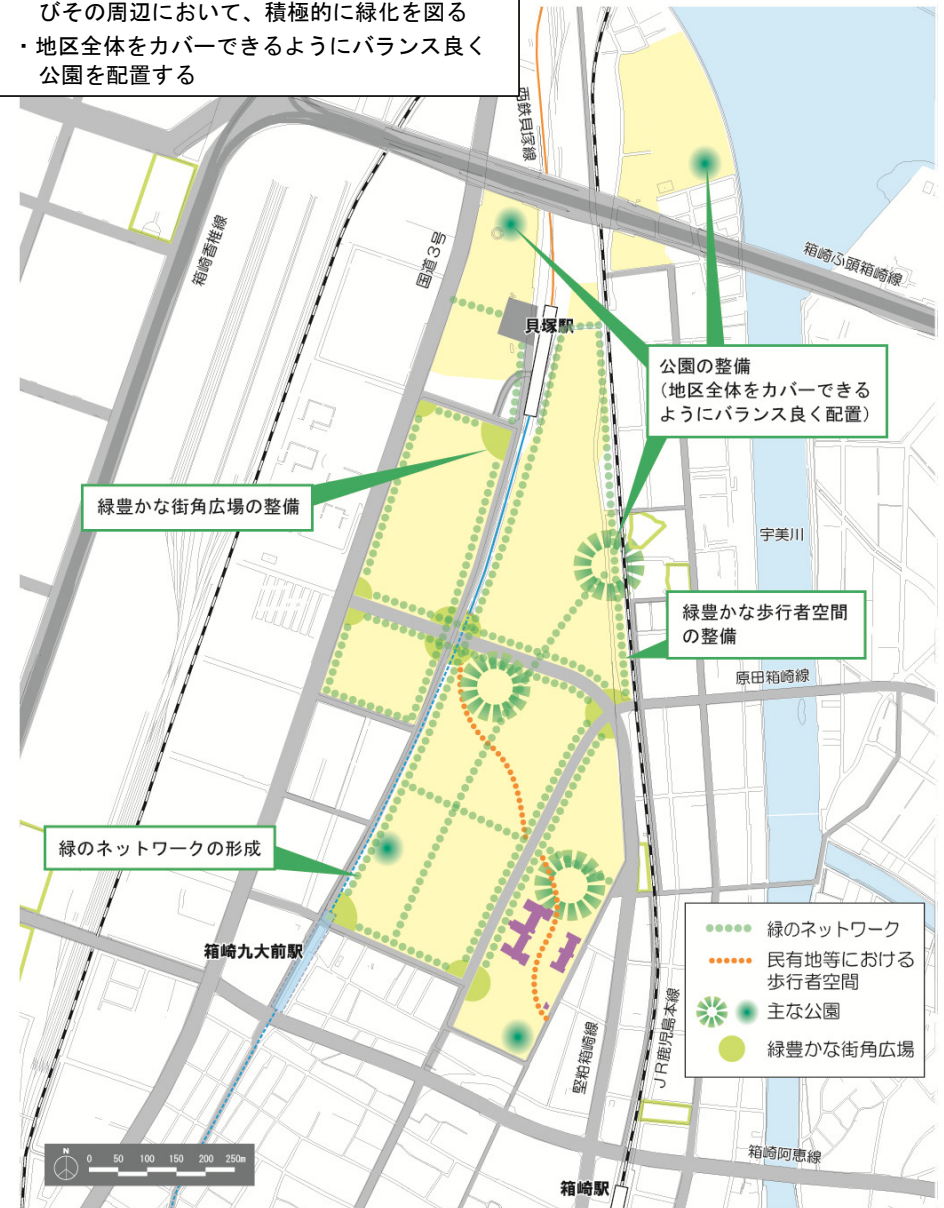 びその周辺において、積極的に緑化を図る
・地区全体をカバーできるようにバランス良く
公園を配置する
西鉄貝塚線
箱崎香椎線
国道3号
箱崎ふ頭箱崎線
貝塚駅
公園の整備
(地区全体をカバーできる
ようにバランス良く配置)
緑豊かな街角広場の整備
宇美川
緑豊かな歩行者空間
の整備
原田箱崎線
緑のネットワークの形成
箱崎九大前駅
緑のネットワーク
民有地等における
歩行者空間
主な公園
緑豊かな街角広場
堅粕箱崎線
JR鹿児島本線
箱崎阿恵線
箱崎駅
N
0 50 100 150 200 250m